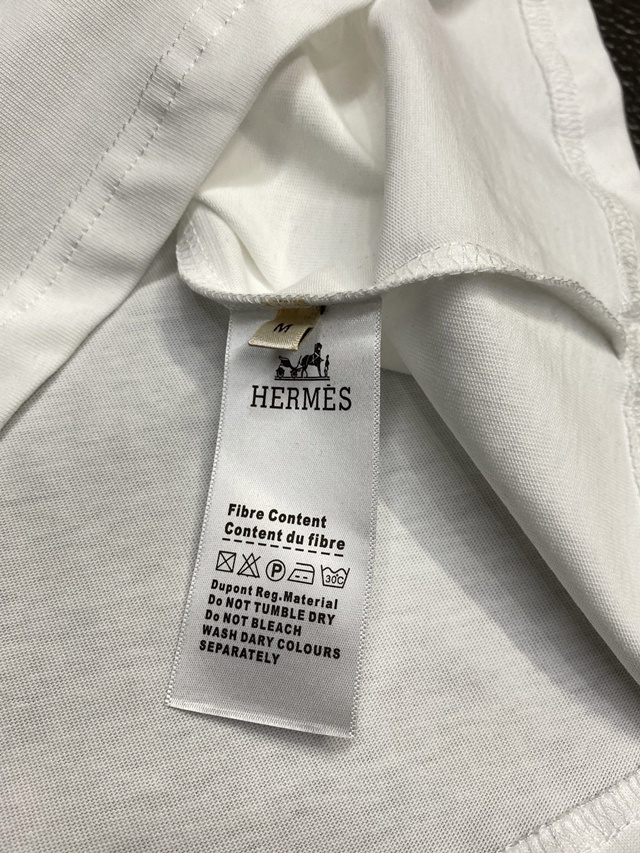 M
HERMÈS
Fibre Content
Content du fibre
P 30C
Dupont Reg.Material
Do NOT TUMBLE DRY
Do NOT BLEACH
WASH DARY COLOURS
SEPARATELY